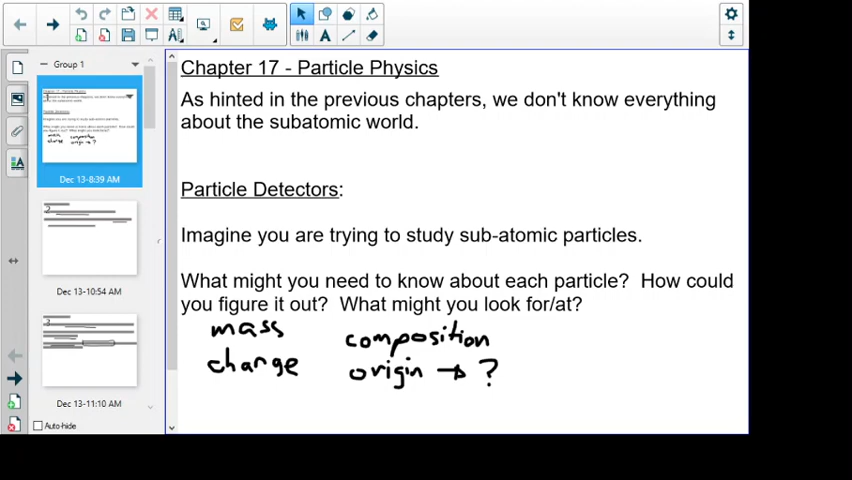 Group 1
Dec 13-8:39 AM
Dec 13-10:54 AM
Dec 13-11:10 AM
Auto-hide
Chapter 17 - Particle Physics
As hinted in the previous chapters, we don't know everything
about the subatomic world.
Particle Detectors:
Imagine you are trying to study sub-atomic particles.
What might you need to know about each particle? How could
you figure it out? What might you look for/at?
mass composition
charge origin → ?